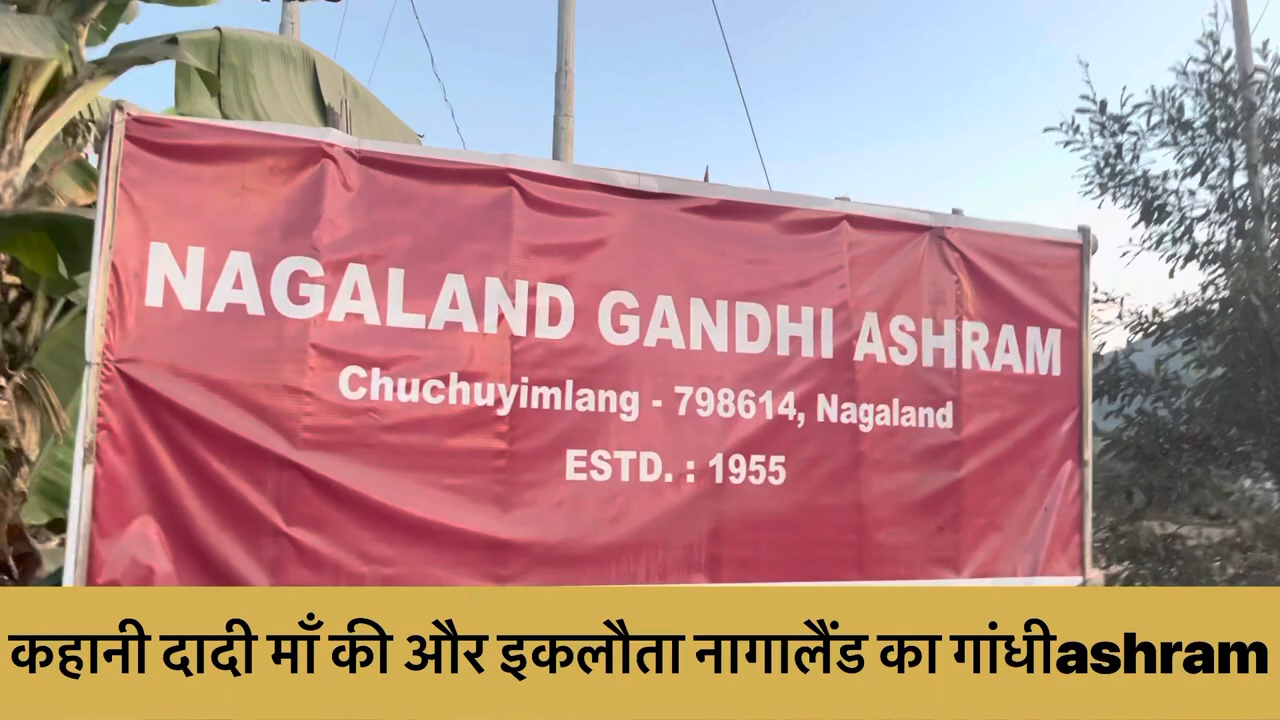 NAGALAND GANDHI ASHRAM
Chuchuyimlang - 798614, Nagaland
ESTD. : 1955
कहानी दादी माँ की और इकलौता नागालैंड का गांधीashram